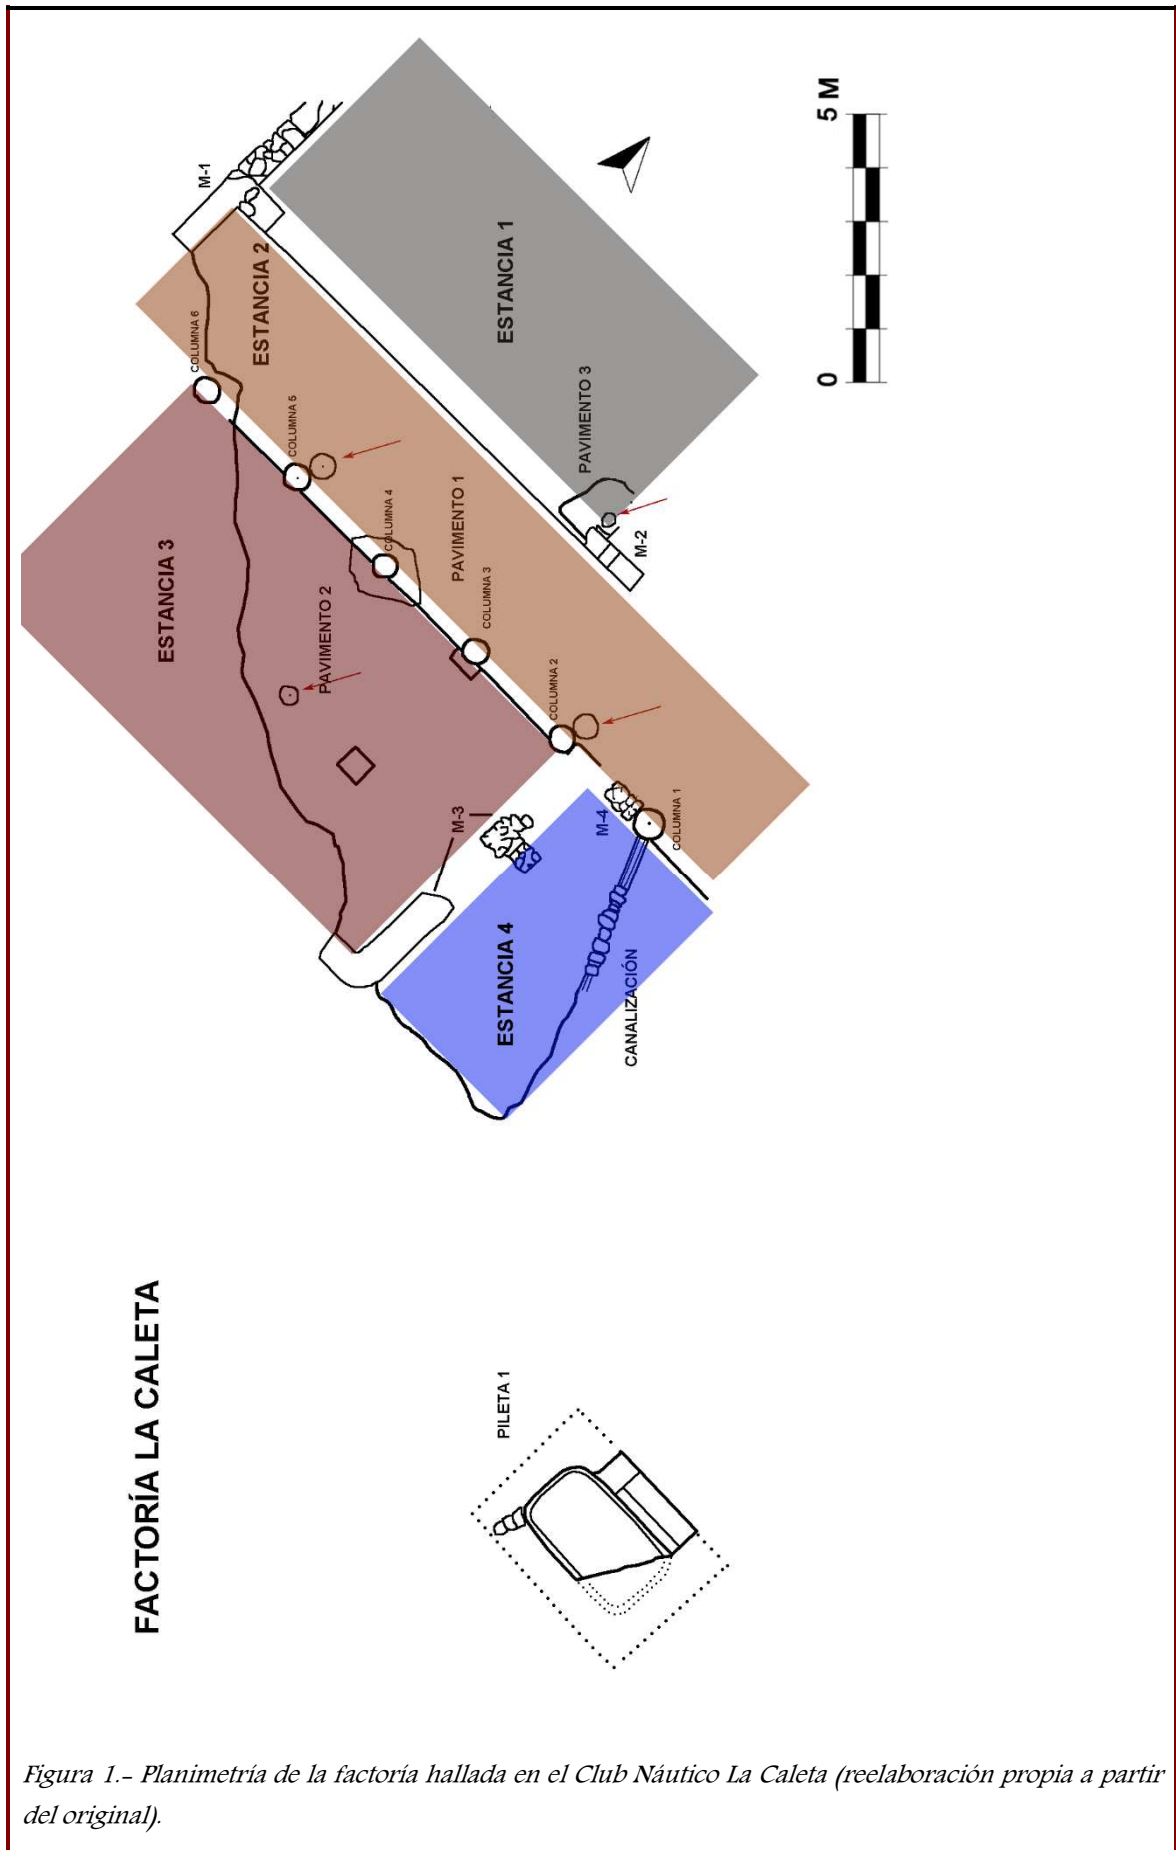 FACTORÍA LA CALETA
M-1
COLUMNA 6
ESTANCIA 2
ESTANCIA 1
5 M
0
COLUMNA 5
PAVIMENTO 3
ESTANCIA 3
COLUMNA 4
PAVIMENTO 1
M-2
PAVIMENTO 2
COLUMNA 3
COLUMNA 2
M-3
M-4
COLUMNA 1
ESTANCIA 4
CANALIZACIÓN
PILETA 1
Figura 1.- Planimetría de la factoría hallada en el Club Náutico La Caleta (reelaboración propia a partir
del original).